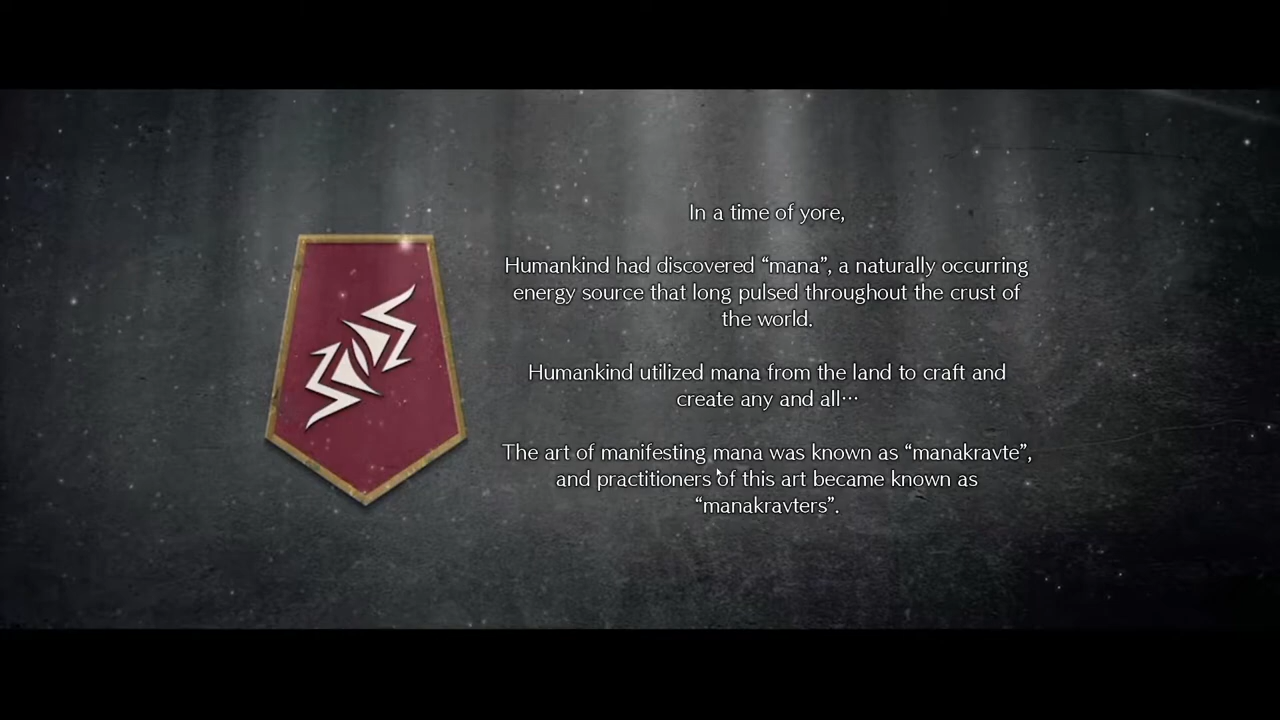 In a time of yore,
Humankind had discovered “mana”, a naturally occurring
energy source that long pulsed throughout the crust of
the world.
Humankind utilized mana from the land to craft and
create any and all…
The art of manifesting mana was known as “manakravte”,
and practitioners of this art became known as
“manakravters”.